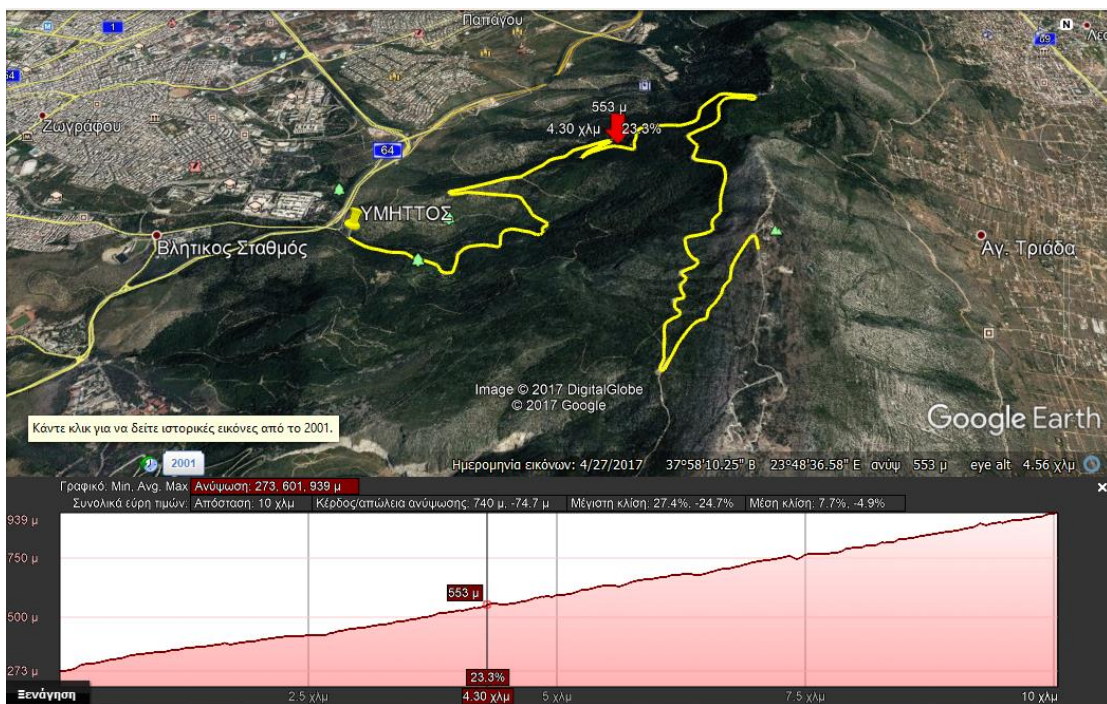 Παπάγου
1
64
N
69
Λεο
Ζωγράφου
553 μ
4.30 χλμ 23.3%
64
ΥΜΗΤΤΟΣ
Βλητικος Σταθμός
Αγ. Τριάδα
Image © 2017 DigitalGlobe
© 2017 Google
Google Earth
Κάντε κλικ για να δείτε ιστορικές εικόνες από το 2001.
2001
Ημερομηνία εικόνων: 4/27/2017 37°58'10.25" Β 23°48'36.58" Ε ανύψ 553 μ eye alt 4.56 χλμ
Γραφικό: Min, Avg, Max Ανύψωση: 273, 601, 939 μ
Συνολικά εύρη τιμών: Απόσταση: 10 χλμ Κέρδος/απώλεια ανύψωσης: 740 μ, -74.7 μ Μέγιστη κλίση: 27.4%, -24.7% Μέση κλίση: 7.7%, -4.9%
939 μ
750 μ
553 μ
500 μ
273 μ
23.3%
Ξενάγηση 2.5 χλμ 4.30 χλμ 5 χλμ 7.5 χλμ 10 χλμ